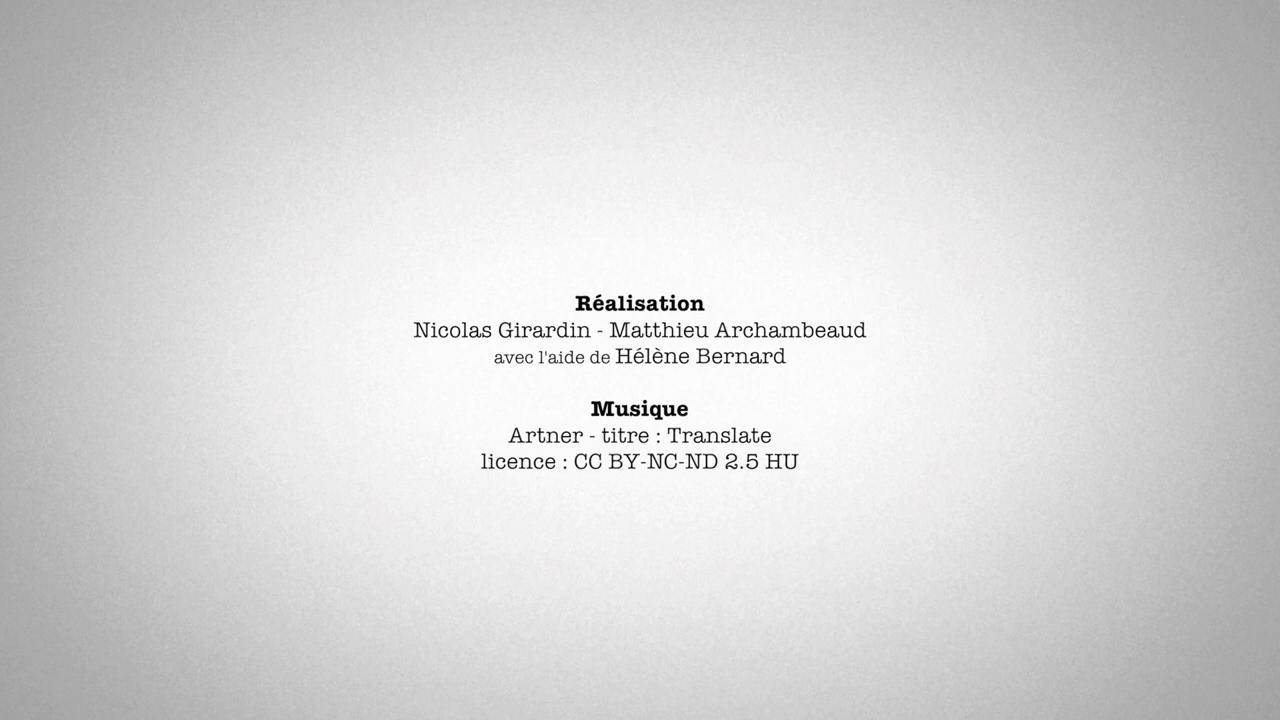 Réalisation
Nicolas Girardin - Matthieu Archambeaud
avec l'aide de Hélène Bernard
Musique
Artner - titre : Translate
licence : CC BY-NC-ND 2.5 HU